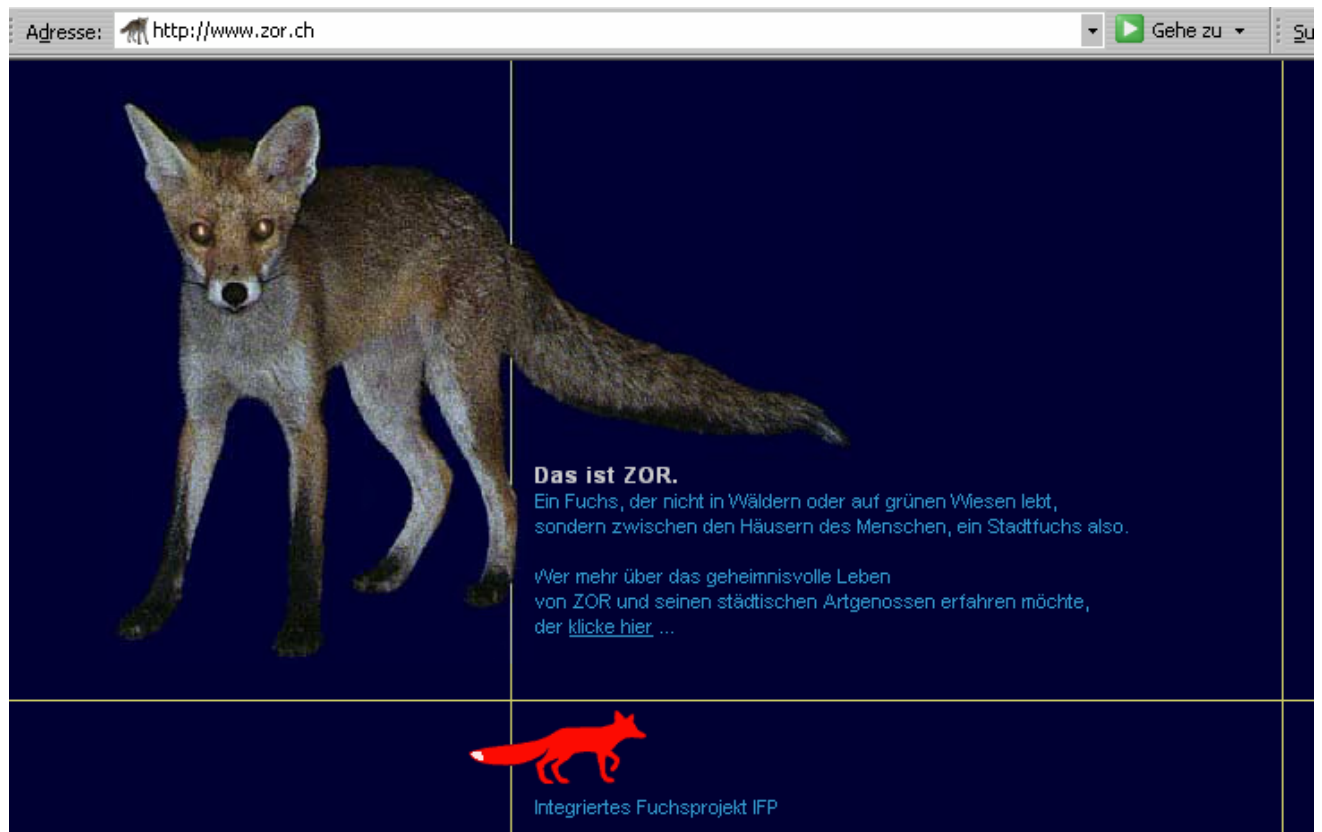 Adresse: http://www.zor.ch Gehe zu Su
Das ist ZOR.
Ein Fuchs, der nicht in Wäldern oder auf grünen Wiesen lebt,
sondern zwischen den Häusern des Menschen, ein Stadtfuchs also.
Wer mehr über das geheimnisvolle Leben
von ZOR und seinen städtischen Artgenossen erfahren möchte,
der klicke hier ...
Integriertes Fuchsprojekt IFP